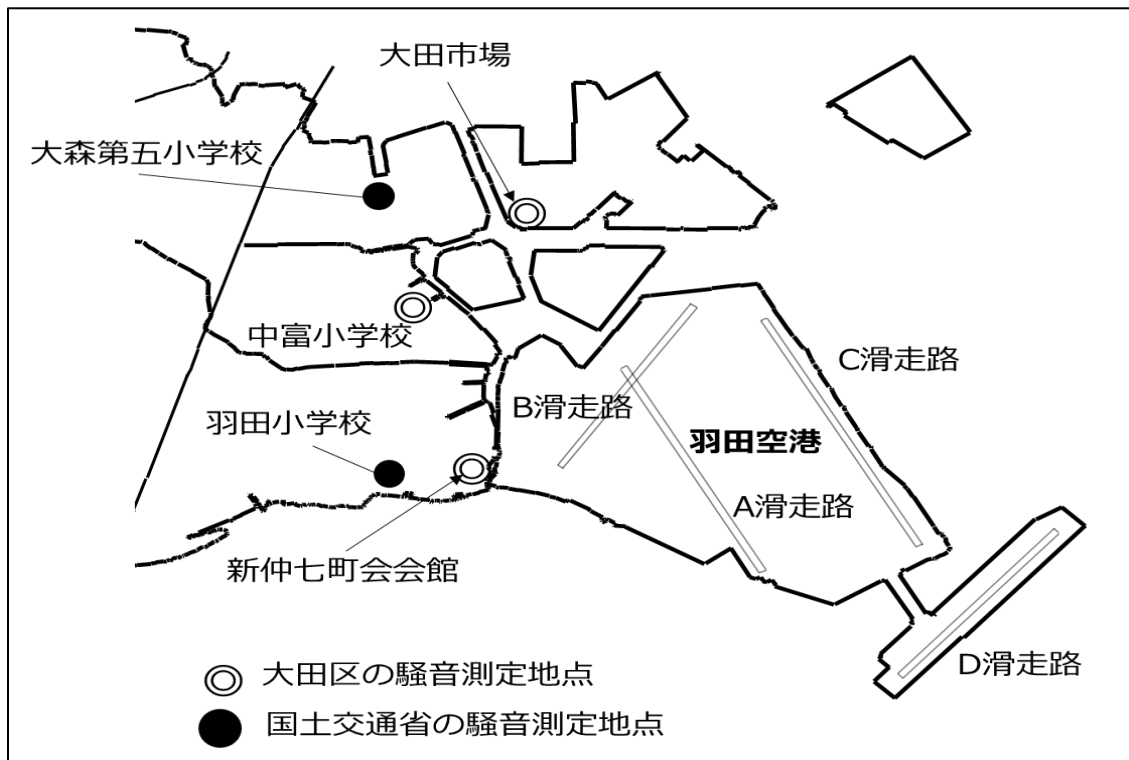 大田市場
大森第五小学校
中富小学校
C滑走路
B滑走路
羽田小学校
羽田空港
A滑走路
新仲七町会会館
D滑走路
大田区の騒音測定地点
国土交通省の騒音測定地点